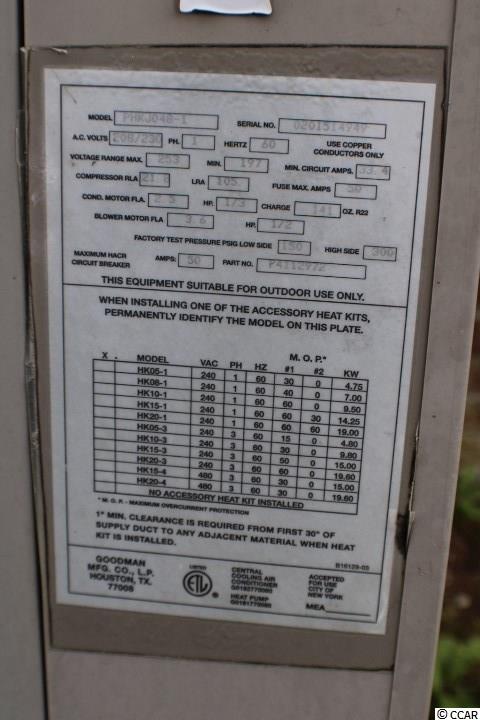 MODEL PHKJ048-1 SERIAL NO. 0201514949
A.C. VOLTS 208/230 PH. 1 HERTZ 60 USE COPPER CONDUCTORS ONLY
VOLTAGE RANGE MAX. 253 MIN. 197 MIN. CIRCUIT AMPS. 33.4
COMPRESSOR RLA LRA 105. FUSE MAX. AMPS 50
COND. MOTOR FLA. 2.5 HP. 1/3 CHARGE 141 OZ. R22
BLOWER MOTOR FLA 3.6 HP. 1/2
FACTORY TEST PRESSURE PSIG LOW SIDE 150 HIGH SIDE 300
MAXIMUM HACR CIRCUIT BREAKER AMPS: 50 PART NO. P4112972
THIS EQUIPMENT SUITABLE FOR OUTDOOR USE ONLY.
WHEN INSTALLING ONE OF THE ACCESSORY HEAT KITS,
PERMANENTLY IDENTIFY THE MODEL ON THIS PLATE.
M. O. P.*
X . MODEL VAC PH HZ #1 #2 KW
HK05-1 240 1 60 30 0 4.75
HK08-1 240 1 60 40 0 7.00
HK10-1 240 1 60 60 0 9.50
HK15-1 240 1 60 60 30 14.25
HK20-1 240 1 60 60 60 19.00
HK05-3 240 3 60 15 0 4.80
HK10-3 240 3 60 30 0 9.80
HK15-3 240 3 60 50 0 15.00
HK20-3 240 3 60 60 0 19.60
HK15-4 480 3 60 30 0 15.00
HK20-4 480 3 60 30 0 19.60
NO ACCESSORY HEAT KIT INSTALLED
* M. O. P. - MAXIMUM OVERCURRENT PROTECTION
1" MIN. CLEARANCE IS REQUIRED FROM FIRST 30" OF
SUPPLY DUCT TO ANY ADJACENT MATERIAL WHEN HEAT
KIT IS INSTALLED.
B16129-05
GOODMAN
MFG. CO., L.P.
HOUSTON, TX.
77008
LISTED
ETL
CENTRAL
COOLING AIR
CONDITIONER
HEAT PUMP
ACCEPTED
FOR USE
CITY OF
NEW YORK
MEA
© CCAR